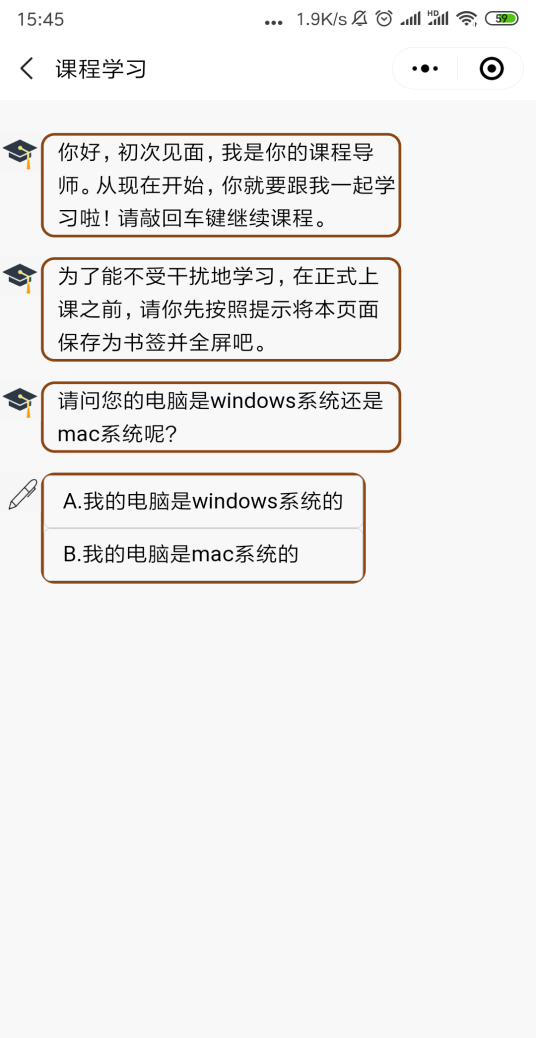 15:45
... 1.9K/s HD 59
课程学习
你好，初次见面，我是你的课程导
师。从现在开始，你就要跟我一起学
习啦！请敲回车键继续课程。
为了能不受干扰地学习，在正式上
课之前，请你先按照提示将本页面
保存为书签并全屏吧。
请问您的电脑是windows系统还是
mac系统呢？
A.我的电脑是windows系统的
B.我的电脑是mac系统的